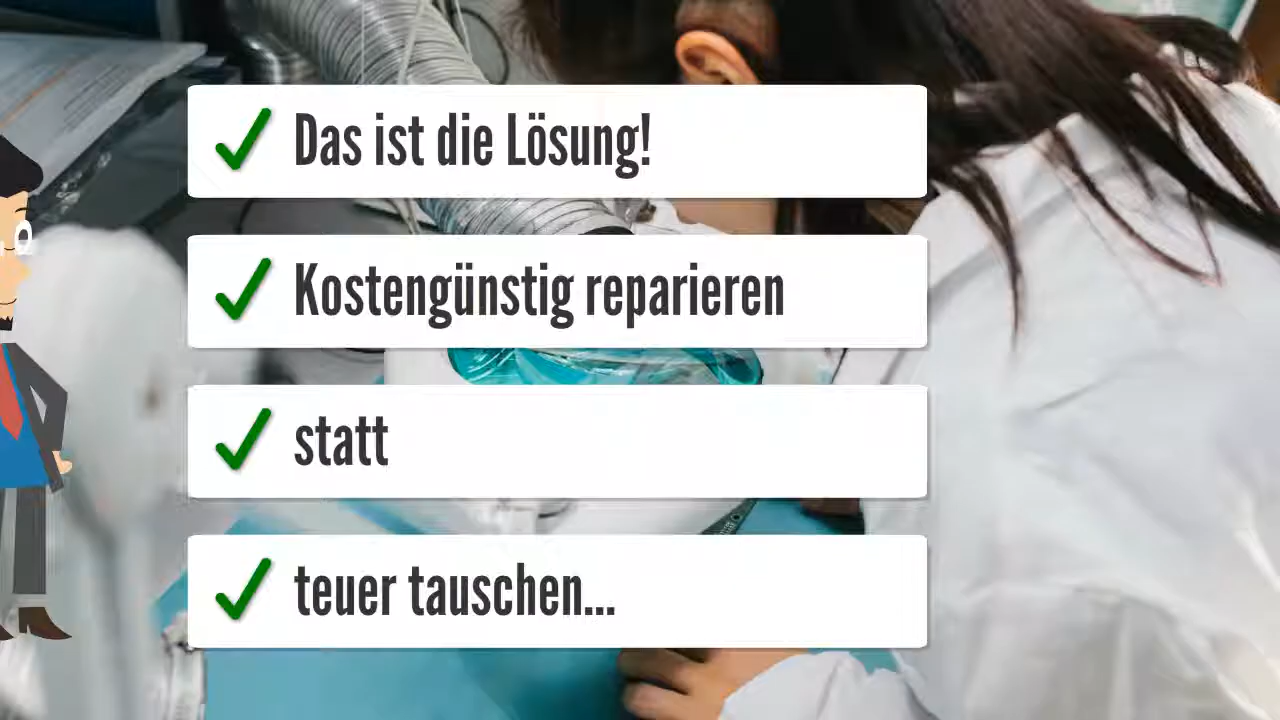 Das ist die Lösung!
Kostengünstig reparieren
statt
teuer tauschen...